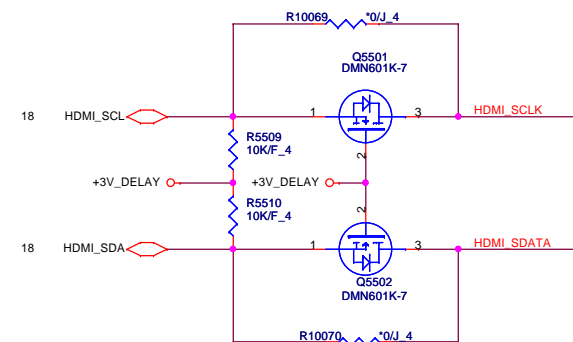 R10069 *0/J_4
Q5501
DMN601K-7
18 HDMI_SCL 1 3 HDMI_SCLK
R5509
10K/F_4
2
+3V_DELAY +3V_DELAY
R5510
10K/F_4
2
18 HDMI_SDA 1 3 HDMI_SDATA
Q5502
DMN601K-7
R10070 *0/J_4